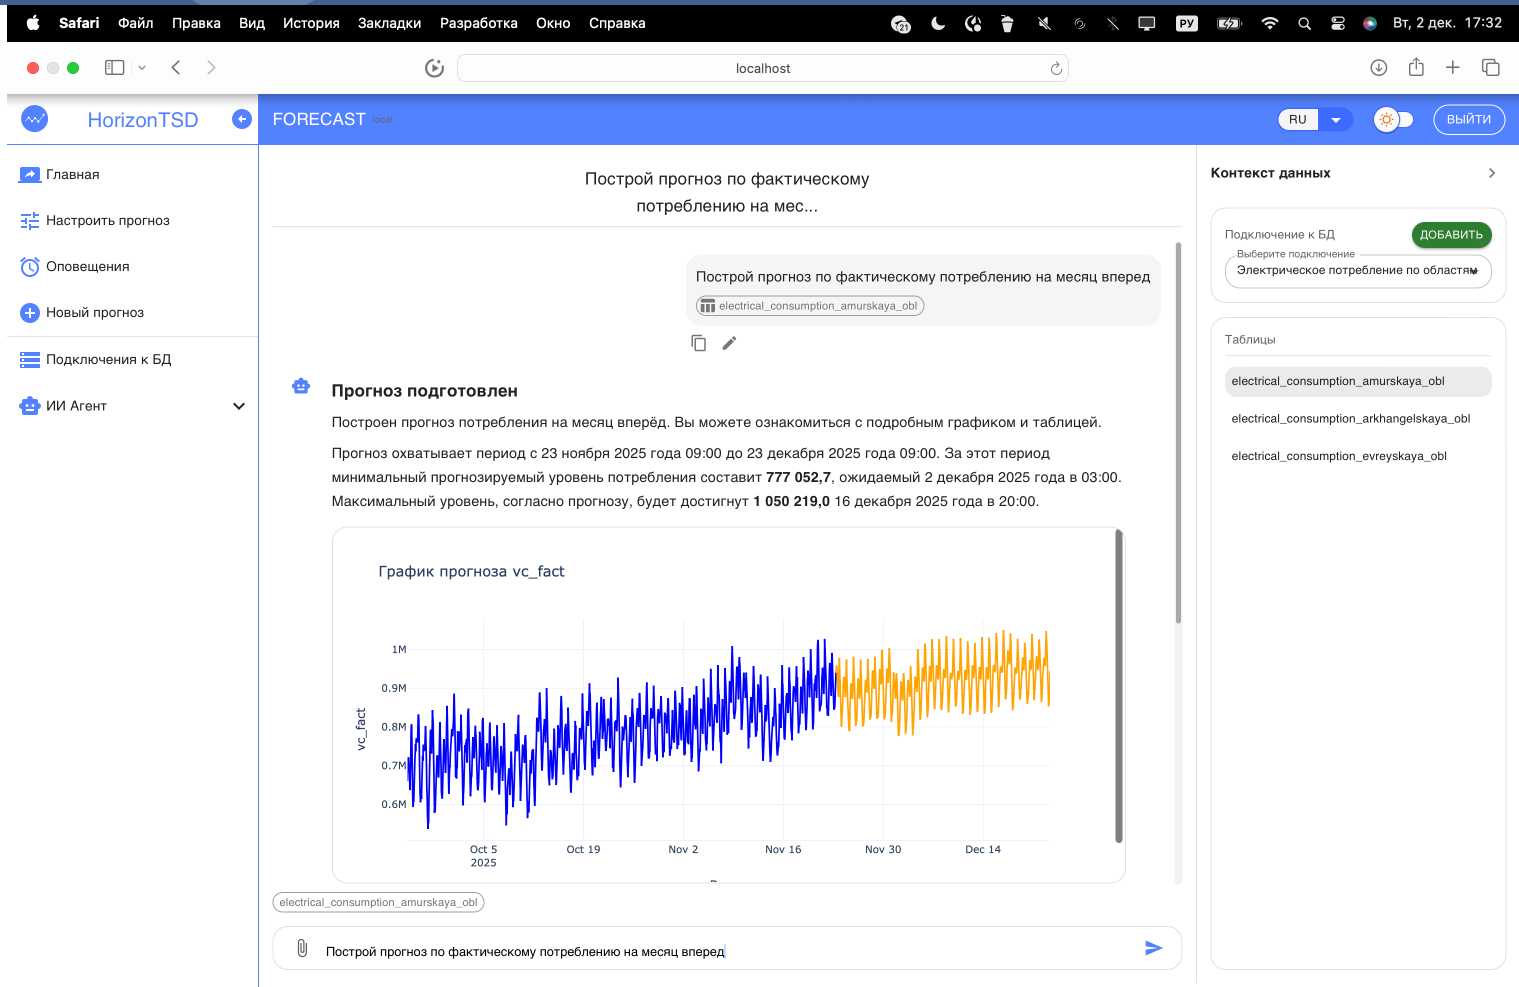 Safari Файл Правка Вид История Закладки Разработка Окно Справка 21 РУ Вт, 2 дек. 17:32
localhost
HorizonTSD
FORECAST local
RU
ВЫЙТИ
Главная
Настроить прогноз
Оповещения
Новый прогноз
Подключения к БД
ИИ Агент
Построй прогноз по фактическому
потреблению на мес...
Построй прогноз по фактическому потреблению на месяц вперед
electrical_consumption_amurskaya_obl
Прогноз подготовлен
Построен прогноз потребления на месяц вперёд. Вы можете ознакомиться с подробным графиком и таблицей.
Прогноз охватывает период с 23 ноября 2025 года 09:00 до 23 декабря 2025 года 09:00. За этот период
минимальный прогнозируемый уровень потребления составит 777 052,7, ожидаемый 2 декабря 2025 года в 03:00.
Максимальный уровень, согласно прогнозу, будет достигнут 1 050 219,0 16 декабря 2025 года в 20:00.
График прогноза vc_fact
vc_fact
1M
0.9M
0.8M
0.7M
0.6M
Oct 5 Oct 19 Nov 2 Nov 16 Nov 30 Dec 14
2025
electrical_consumption_amurskaya_obl
Построй прогноз по фактическому потреблению на месяц вперед
Контекст данных
Подключение к БД
ДОБАВИТЬ
Выберите подключение
Электрическое потребление по областям
Таблицы
electrical_consumption_amurskaya_obl
electrical_consumption_arkhangelskaya_obl
electrical_consumption_evreyskaya_obl